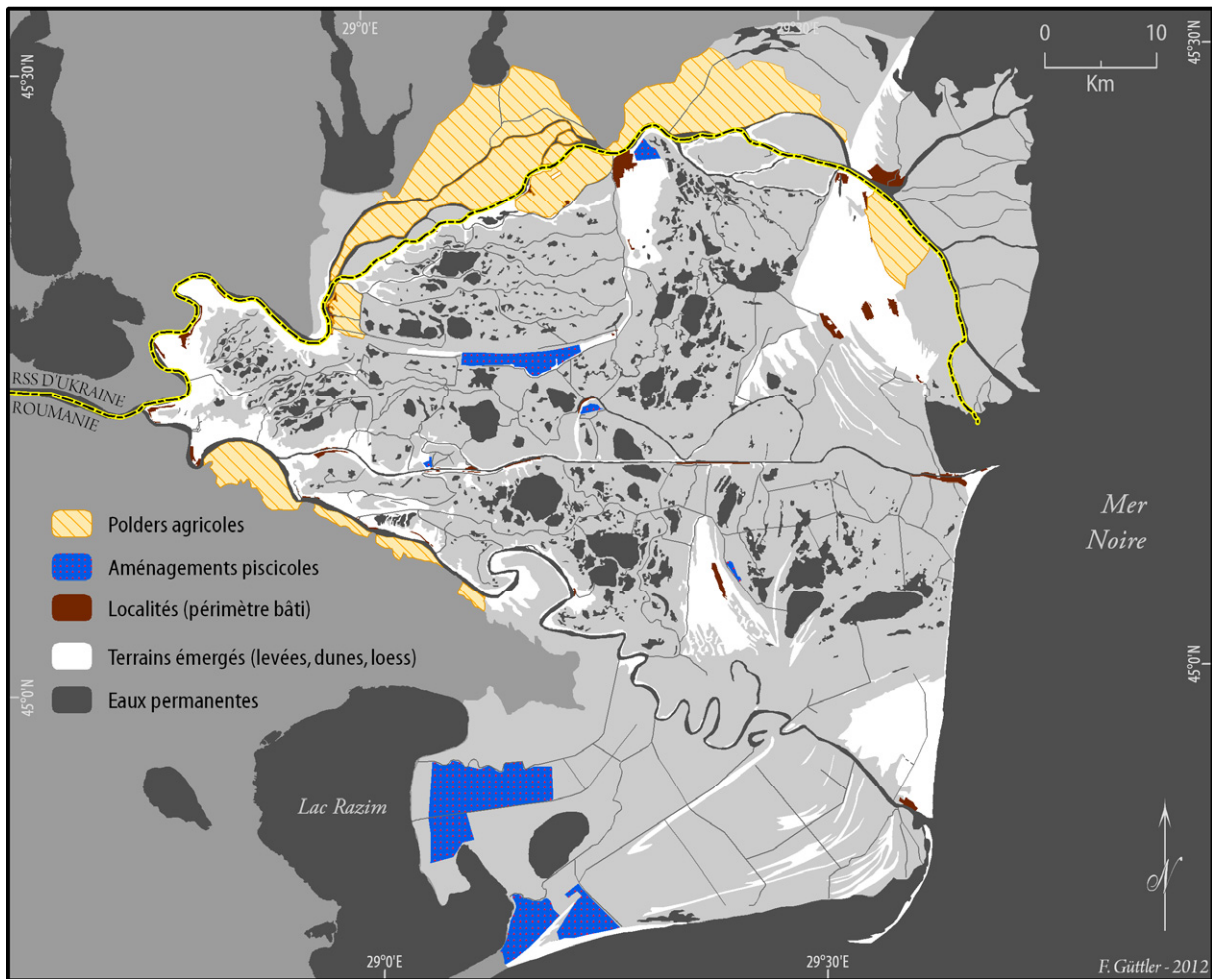 29°0'E
29°30'E
0 10
Km
45°30'N
45°30'N
RSS D'UKRAINE
ROUMANIE
Mer
Noire
Polders agricoles
Aménagements piscicoles
Localités (périmètre bâti)
Terrains émergés (levées, dunes, loess)
Eaux permanentes
45°0'N
45°0'N
Lac Razim
N
29°0'E
29°30'E
F. Güttler - 2012